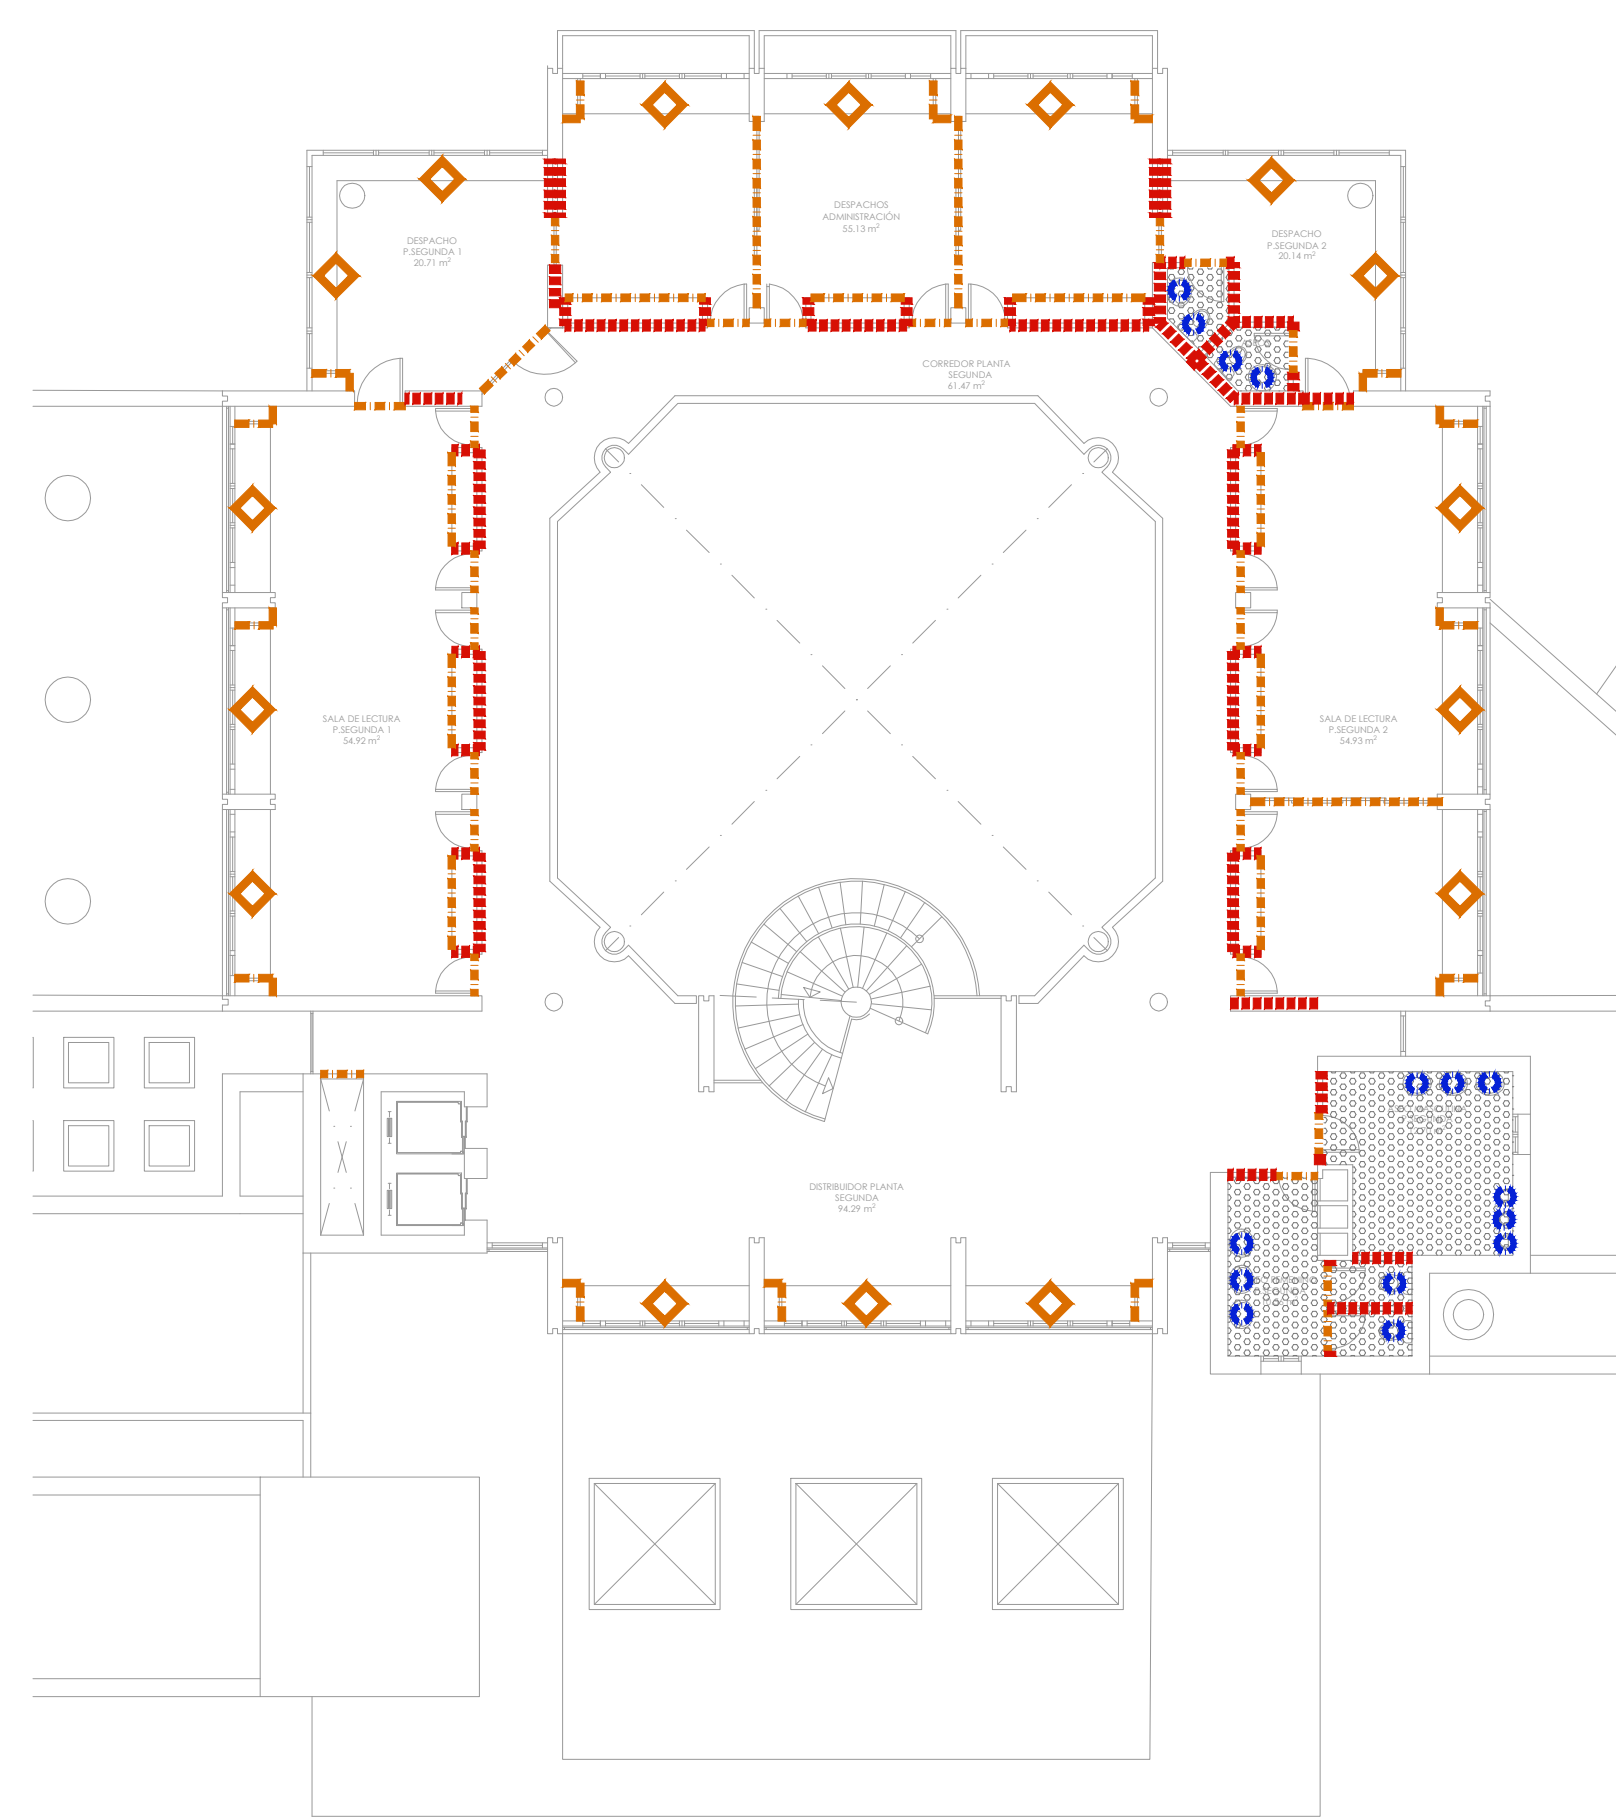 DESPACHOS
ADMINISTRACIÓN
55.13 m²
DESPACHO
P.SEGUNDA 1
20.71 m²
DESPACHO
P.SEGUNDA 2
20.14 m²
CORREDOR PLANTA
SEGUNDA
61.47 m²
SALA DE LECTURA
P.SEGUNDA 1
54.92 m²
SALA DE LECTURA
P.SEGUNDA 2
54.93 m²
DISTRIBUIDOR PLANTA
SEGUNDA
94.29 m²